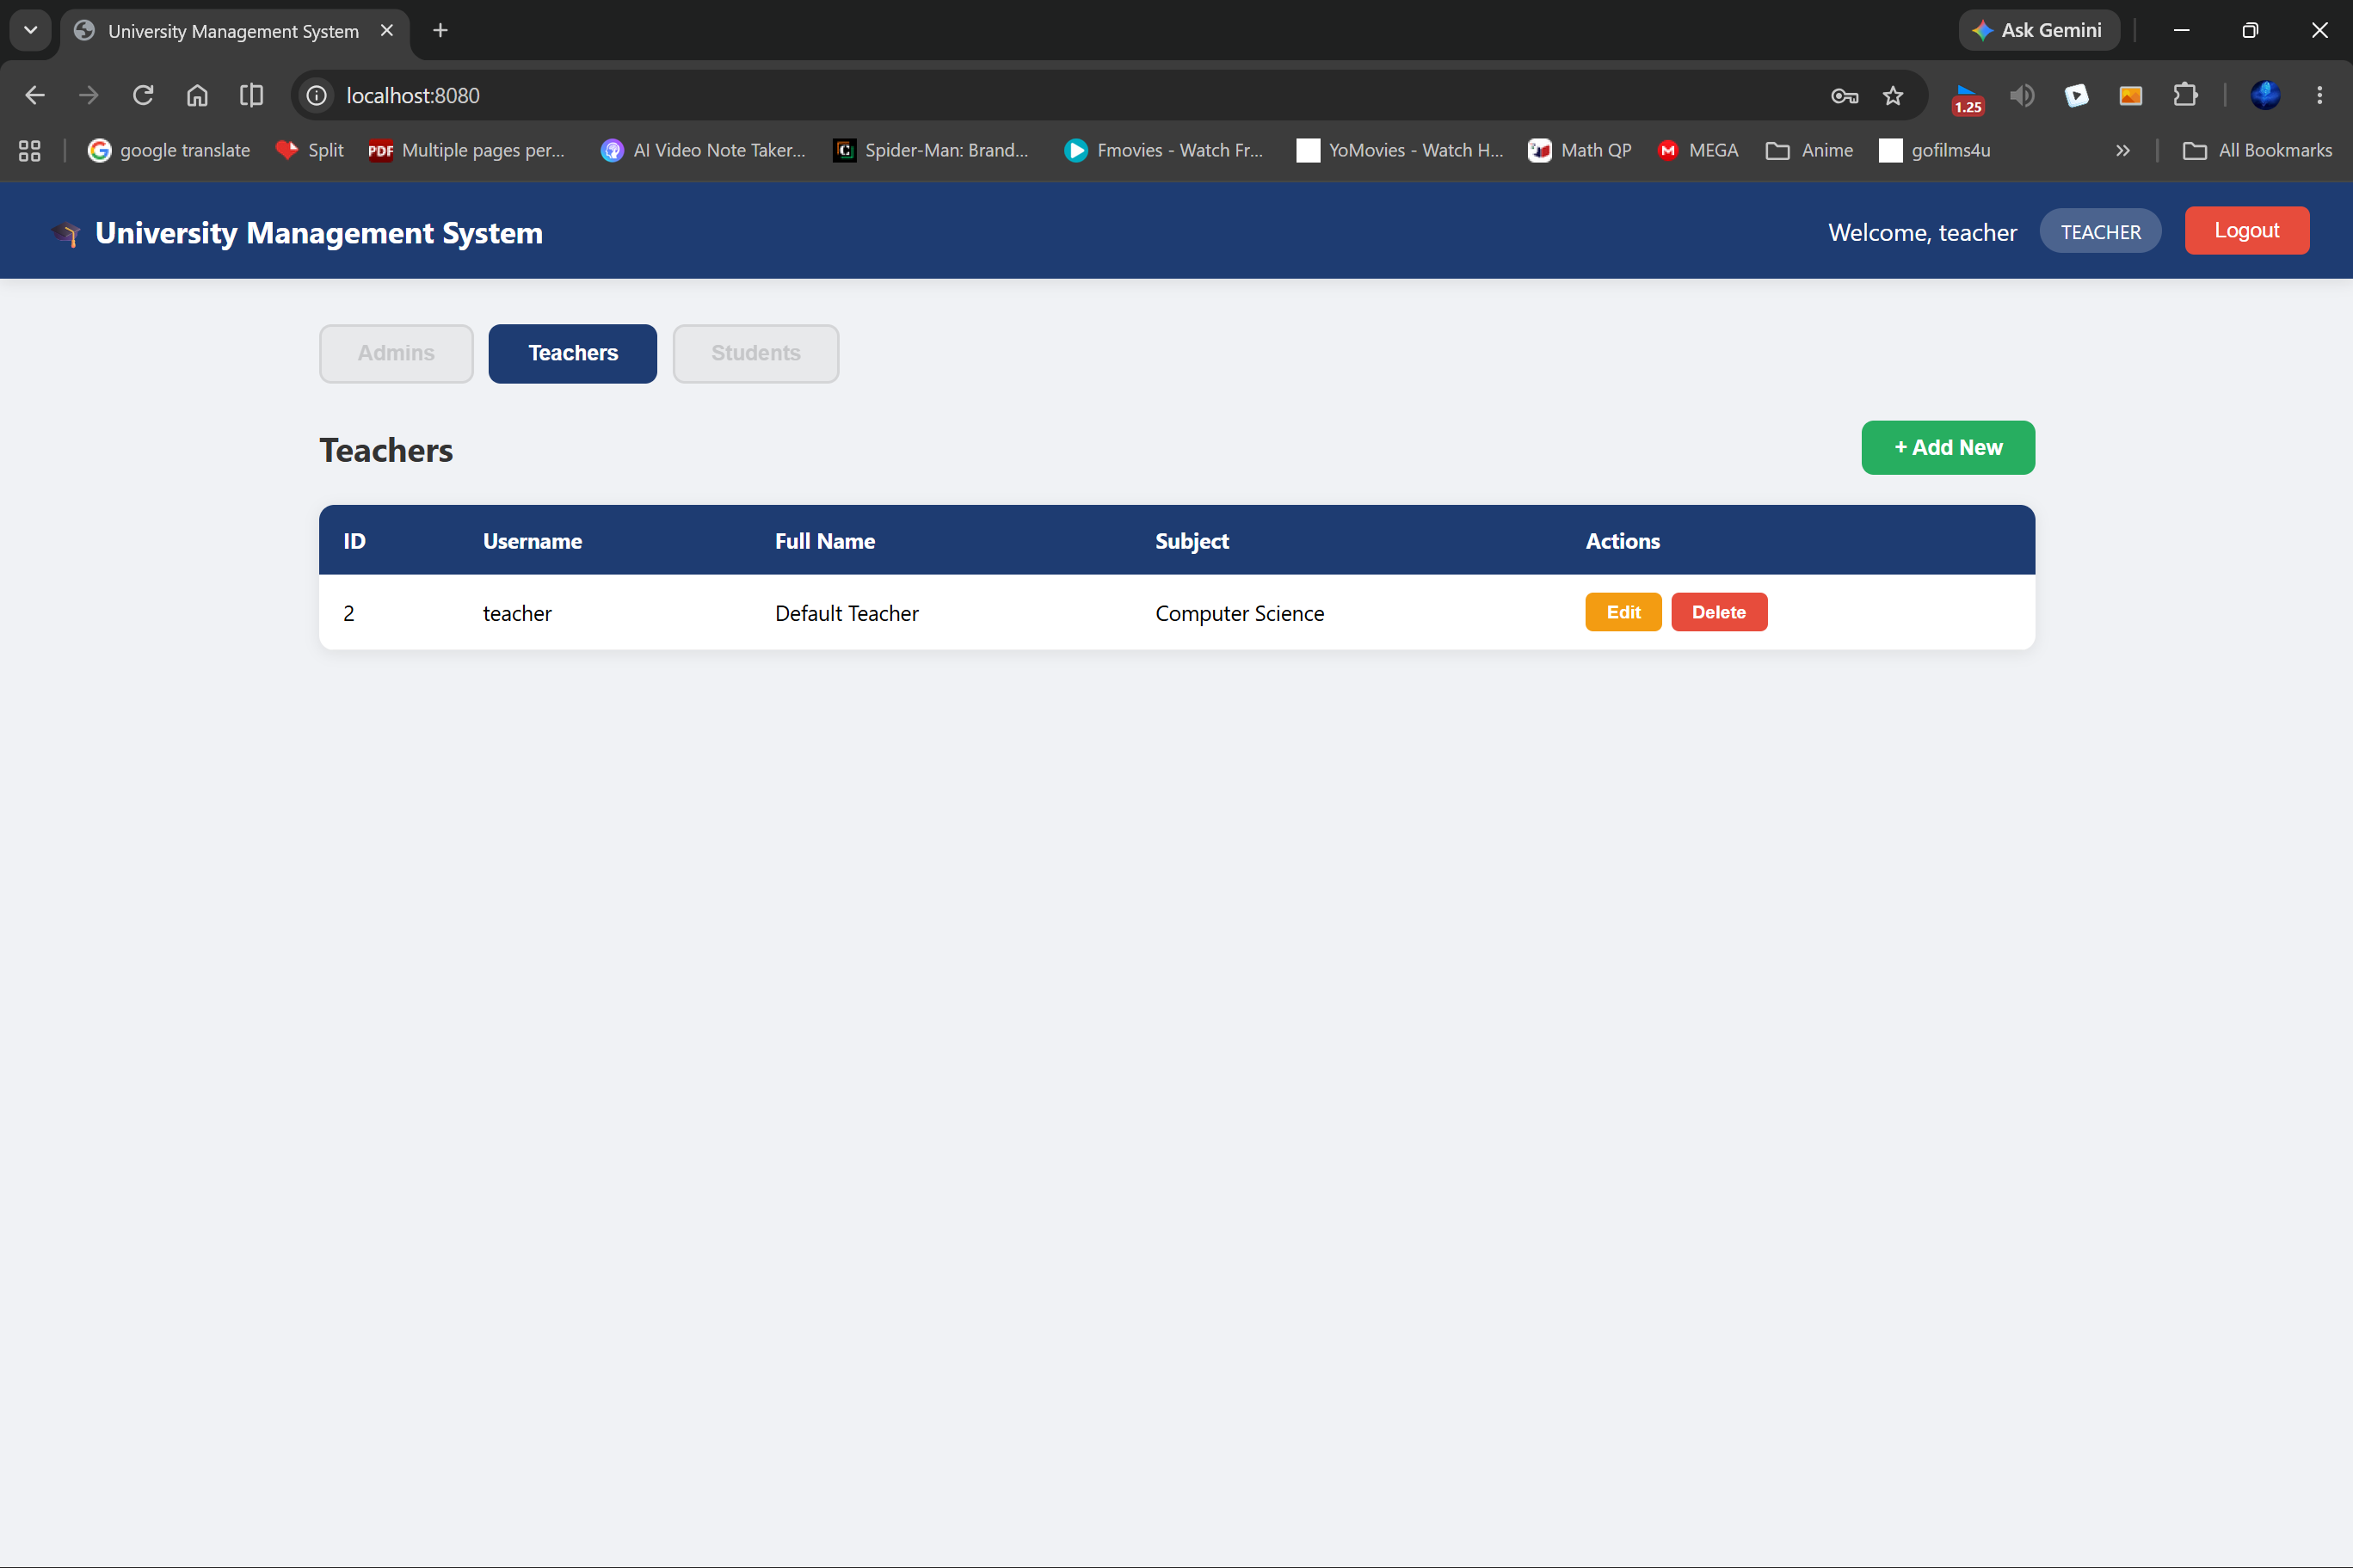 University Management System
Ask Gemini
localhost:8080
1.25
google translate
Split
PDF Multiple pages per...
AI Video Note Taker...
Spider-Man: Brand...
Fmovies - Watch Fr...
YoMovies - Watch H...
Math QP
MEGA
Anime
gofilms4u
All Bookmarks
University Management System
Welcome, teacher
TEACHER
Logout
Admins
Teachers
Students
Teachers
+ Add New
ID Username Full Name Subject Actions
2 teacher Default Teacher Computer Science Edit Delete